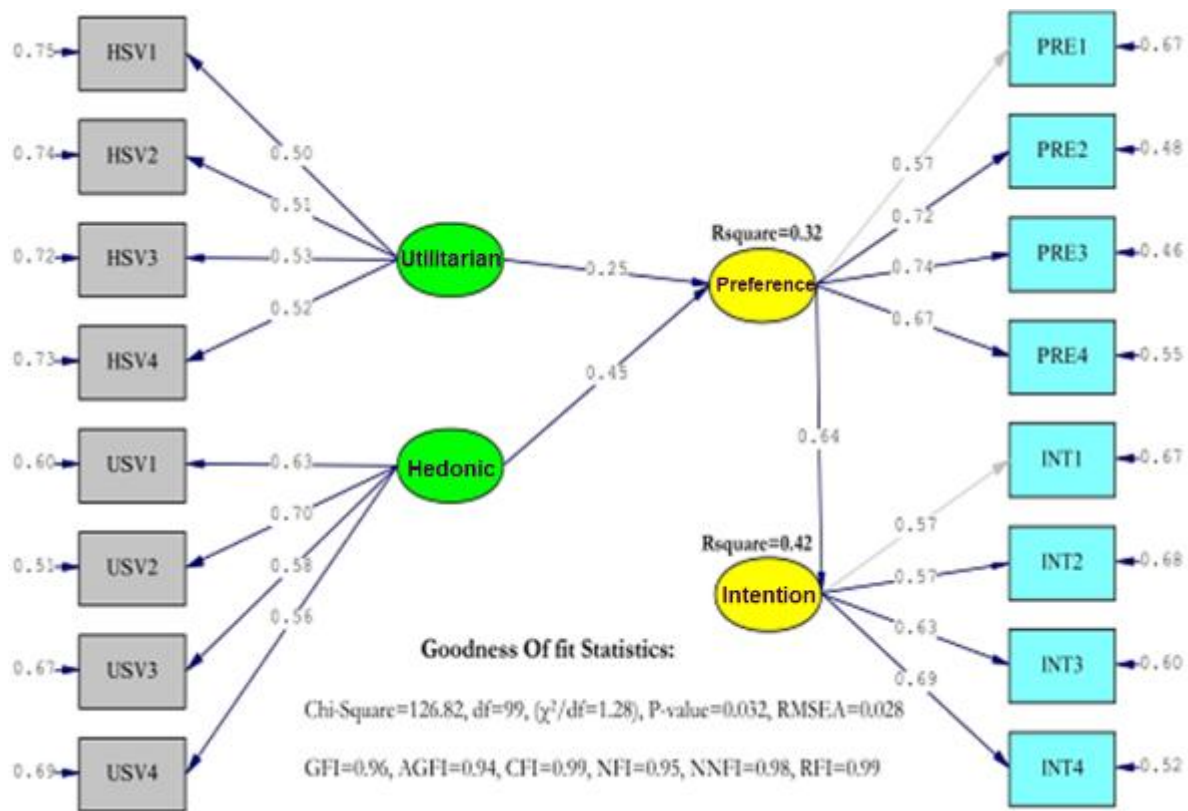 0.75 HSV1
0.74 HSV2
0.72 HSV3
0.73 HSV4
0.60 USV1
0.51 USV2
0.67 USV3
0.69 USV4
0.50
0.51
0.53
0.52
0.63
0.70
0.58
0.56
Utilitarian
Hedonic
0.25
0.45
Rsquare=0.32
Preference
0.64
Rsquare=0.42
Intention
0.57
0.72
0.74
0.67
0.57
0.57
0.63
0.69
PRE1 0.67
PRE2 0.48
PRE3 0.46
PRE4 0.55
INT1 0.67
INT2 0.68
INT3 0.60
INT4 0.52
Goodness Of fit Statistics:
Chi-Square=126.82, df=99, (χ²/df=1.28), P-value=0.032, RMSEA=0.028
GFI=0.96, AGFI=0.94, CFI=0.99, NFI=0.95, NNFI=0.98, RFI=0.99